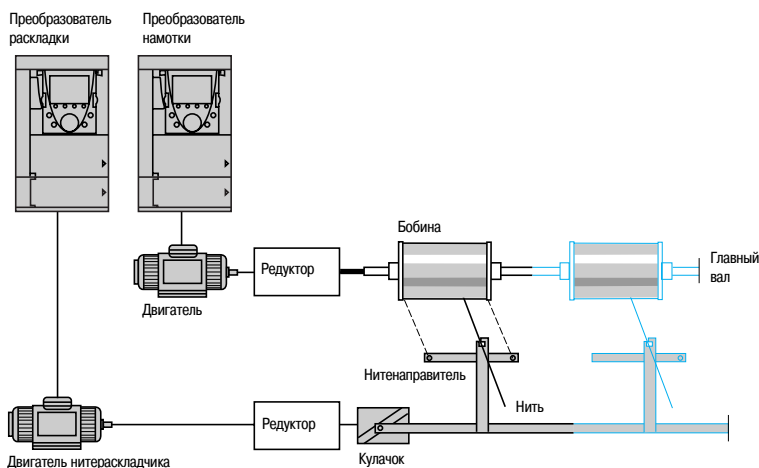 Преобразователь
раскладки
Преобразователь
намотки
Бобина
Редуктор
Главный
вал
Двигатель
Нитенаправитель
Нить
Редуктор
Двигатель нитераскладчика
Кулачок